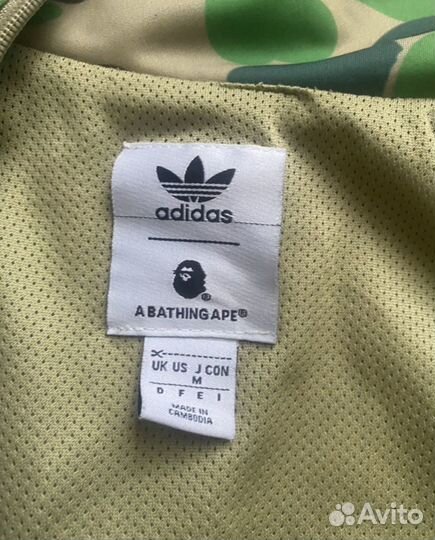 adidas
®
A BATHING APE®
UK US J CON
M
D F E I
MADE IN
CAMBODIA
Avito